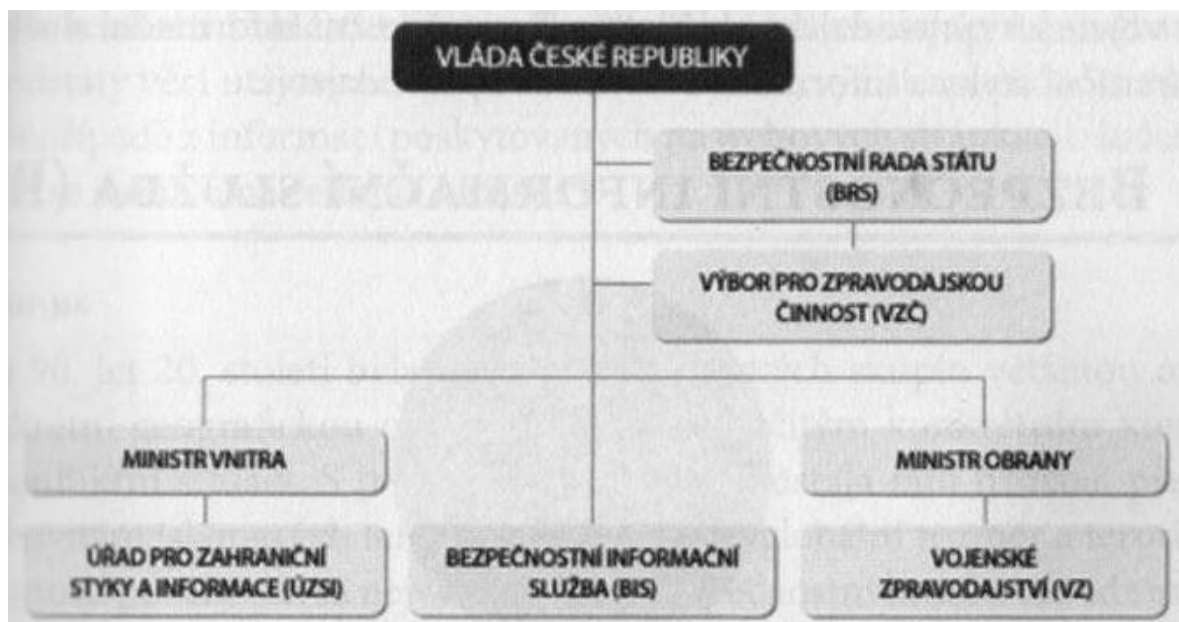 VLÁDA ČESKÉ REPUBLIKY
BEZPEČNOSTNÍ RADA STÁTU
(BRS)
VÝBOR PRO ZPRAVODAJSKOU
ČINNOST (VZČ)
MINISTR VNITRA
MINISTR OBRANY
ÚŘAD PRO ZAHRANIČNÍ
STYKY A INFORMACE (ÚZSI)
BEZPEČNOSTNÍ INFORMAČNÍ
SLUŽBA (BIS)
VOJENSKÉ
ZPRAVODAJSTVÍ (VZ)